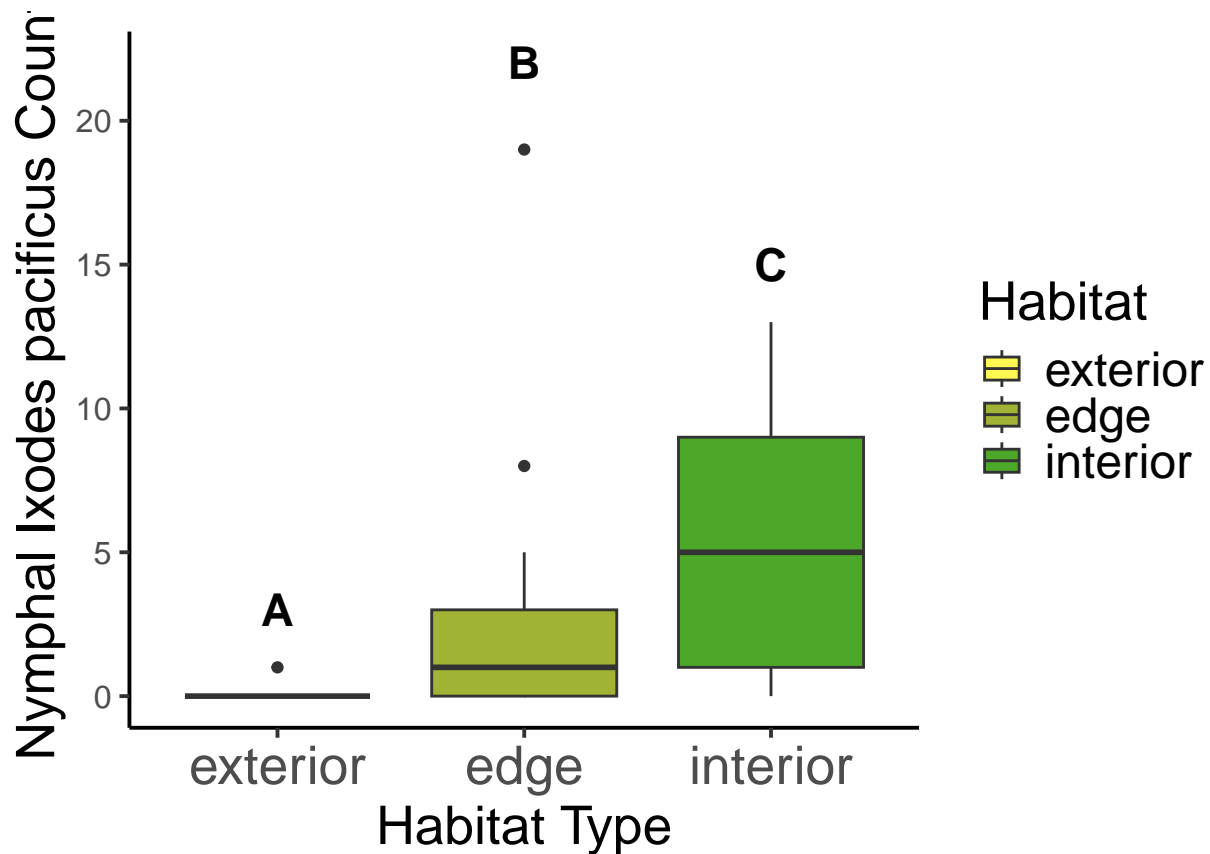 Nymphal Ixodes pacificus Coun
20
15
10
5
0
A
B
C
exterior edge interior
Habitat Type
Habitat
exterior
edge
interior